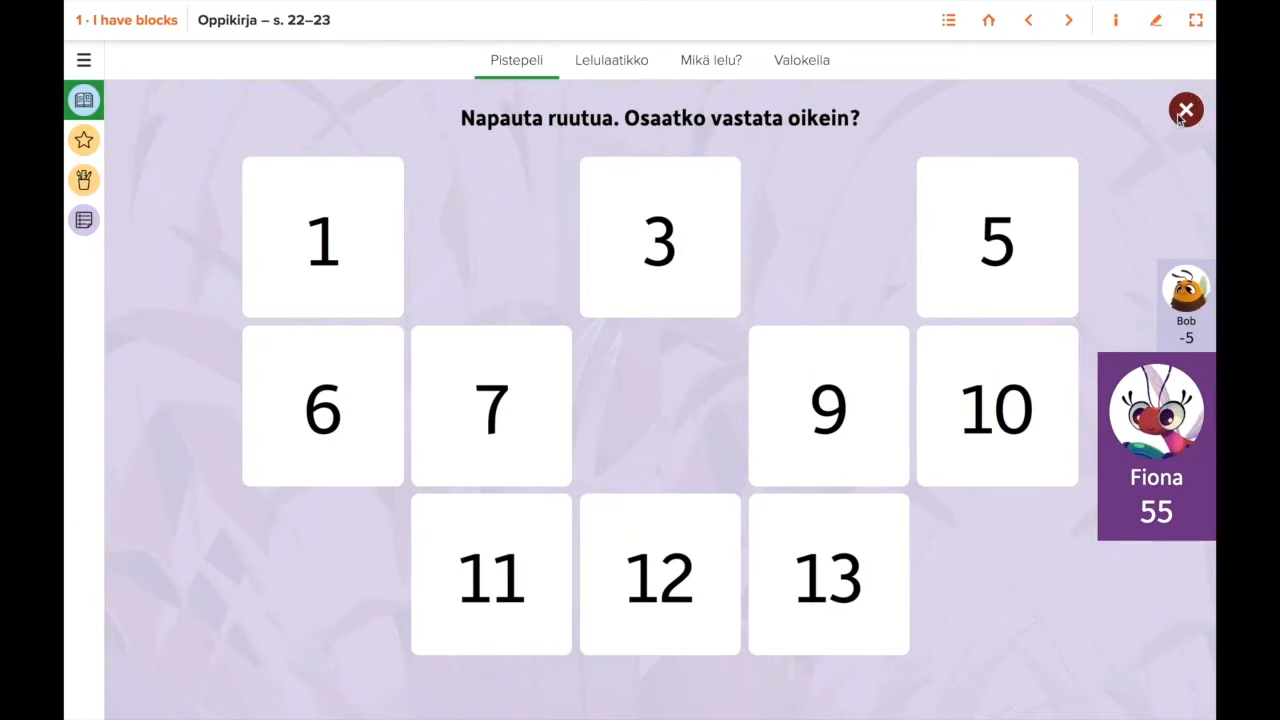 1 · I have blocks
Oppikirja – s. 22–23
Pistepeli
Lelulaatikko
Mikä lelu?
Valokeila
Napauta ruutua. Osaatko vastata oikein?
1
3
5
6
7
9
10
11
12
13
Bob
-5
Fiona
55